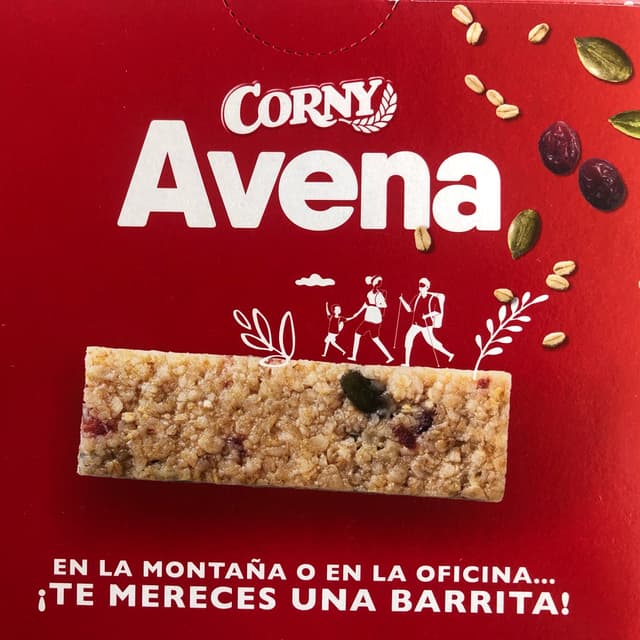 CORNY
Avena
EN LA MONTAÑA O EN LA OFICINA...
¡TE MERECES UNA BARRITA!